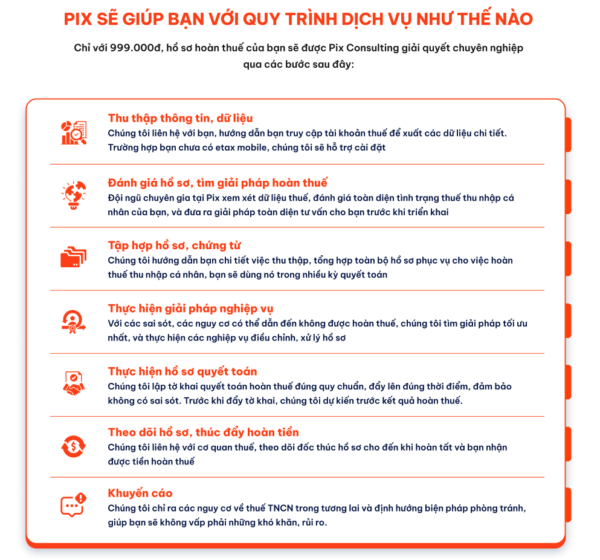 PIX SẼ GIÚP BẠN VỚI QUY TRÌNH DỊCH VỤ NHƯ THẾ NÀO
Chỉ với 999.000đ, hồ sơ hoàn thuế của bạn sẽ được Pix Consulting giải quyết chuyên nghiệp
qua các bước sau đây:
Thu thập thông tin, dữ liệu
Chúng tôi liên hệ với bạn, hướng dẫn bạn truy cập tài khoản thuế để xuất các dữ liệu chi tiết.
Trường hợp bạn chưa có etax mobile, chúng tôi sẽ hỗ trợ cài đặt
Đánh giá hồ sơ, tìm giải pháp hoàn thuế
Đội ngũ chuyên gia tại Pix xem xét dữ liệu thuế, đánh giá toàn diện tình trạng thuế thu nhập cá
nhân của bạn, và đưa ra giải pháp toàn diện tư vấn cho bạn trước khi triển khai
Tập hợp hồ sơ, chứng từ
Chúng tôi hướng dẫn bạn chi tiết việc thu thập, tổng hợp toàn bộ hồ sơ phục vụ cho việc hoàn
thuế thu nhập cá nhân, bạn sẽ dùng nó trong nhiều kỳ quyết toán
Thực hiện giải pháp nghiệp vụ
Với các sai sót, các nguy cơ có thể dẫn đến không được hoàn thuế, chúng tôi tìm giải pháp tối ưu
nhất, và thực hiện các nghiệp vụ điều chỉnh, xử lý hồ sơ
Thực hiện hồ sơ quyết toán
Chúng tôi lập tờ khai quyết toán hoàn thuế đúng quy chuẩn, đẩy lên đúng thời điểm, đảm bảo
không có sai sót. Trước khi đẩy tờ khai, chúng tôi dự kiến trước kết quả hoàn thuế.
Theo dõi hồ sơ, thúc đẩy hoàn tiền
Chúng tôi liên hệ với cơ quan thuế, theo dõi đốc thúc hồ sơ cho đến khi hoàn tất và bạn nhận
được tiền hoàn thuế
Khuyến cáo
Chúng tôi chỉ ra các nguy cơ về thuế TNCN trong tương lai và định hướng biện pháp phòng tránh,
giúp bạn sẽ không vấp phải những khó khăn, rủi ro.